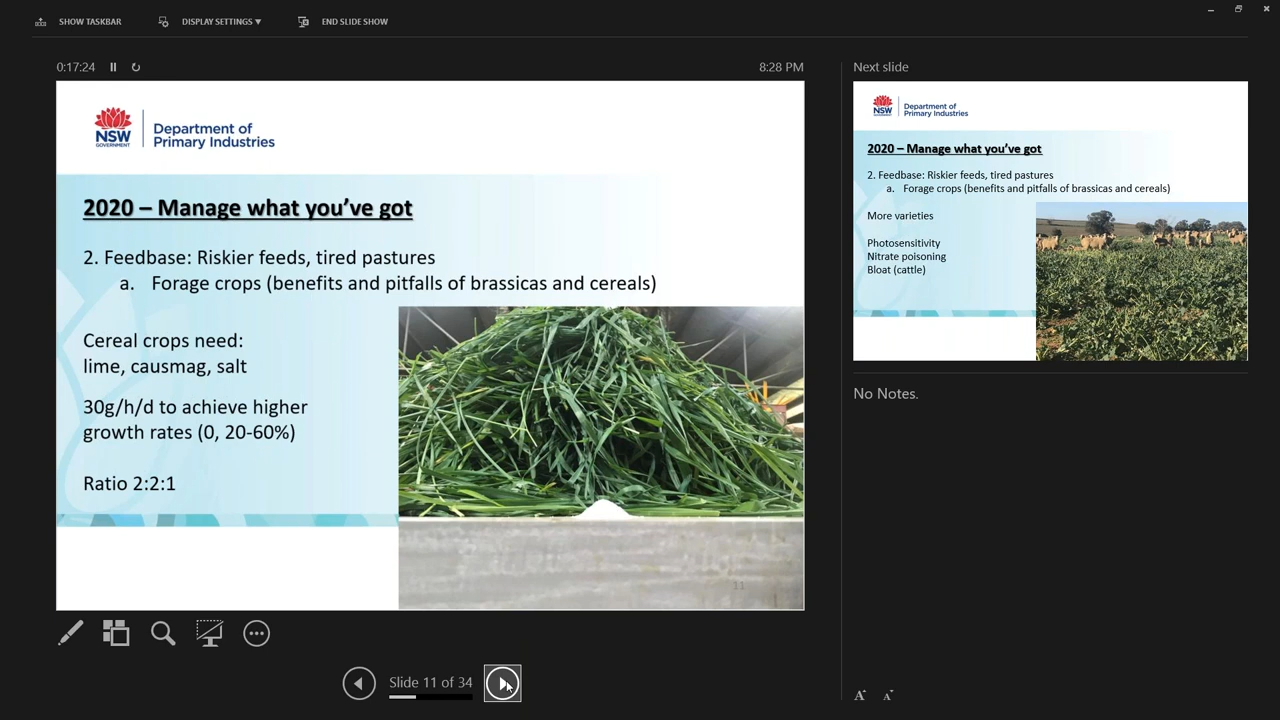 SHOW TASKBAR
DISPLAY SETTINGS
END SLIDE SHOW
0:17:24
8:28 PM
NSW
GOVERNMENT
Department of
Primary Industries
2020 – Manage what you've got
2. Feedbase: Riskier feeds, tired pastures
a. Forage crops (benefits and pitfalls of brassicas and cereals)
Cereal crops need:
lime, causmag, salt
30g/h/d to achieve higher
growth rates (0, 20-60%)
Ratio 2:2:1
11
Slide 11 of 34
Next slide
NSW
GOVERNMENT
Department of
Primary Industries
2020 – Manage what you've got
2. Feedbase: Riskier feeds, tired pastures
a. Forage crops (benefits and pitfalls of brassicas and cereals)
More varieties
Photosensitivity
Nitrate poisoning
Bloat (cattle)
No Notes.
A A